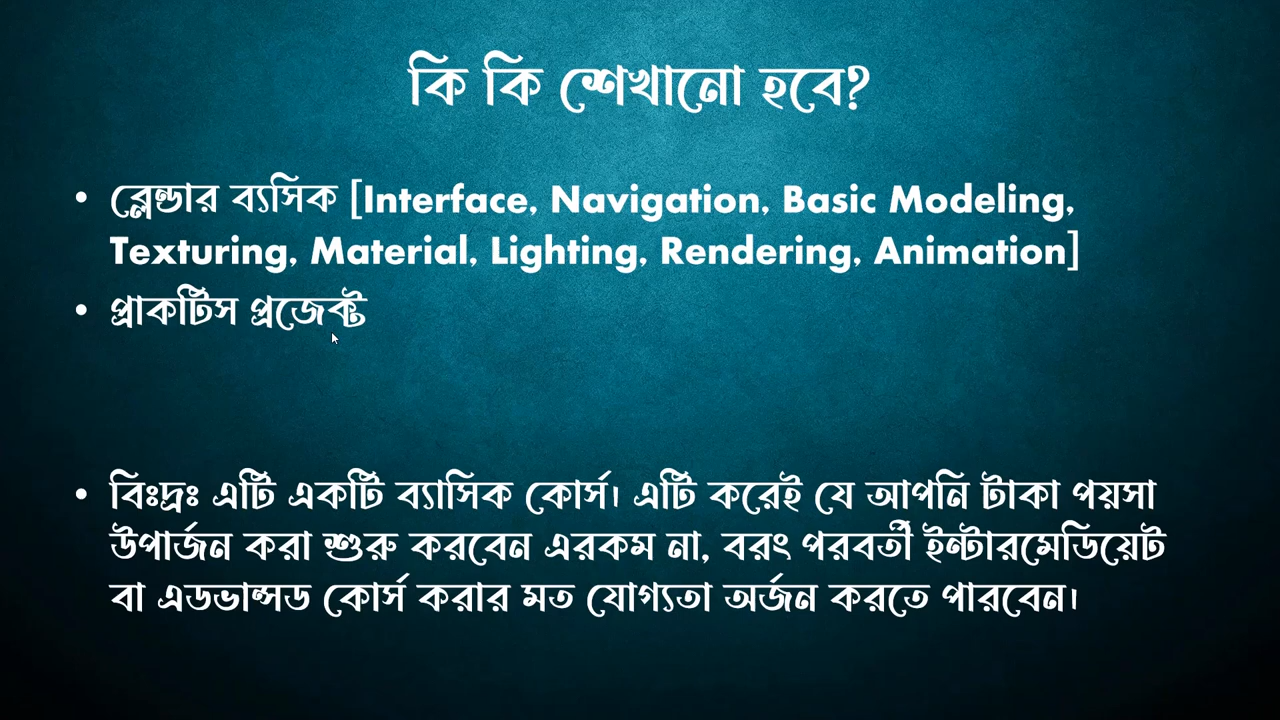 কি কি শেখানো হবে?
• ব্লেন্ডার ব্যসিক [Interface, Navigation, Basic Modeling,
Texturing, Material, Lighting, Rendering, Animation]
• প্রাকটিস প্রজেক্ট
• বিঃদ্রঃ এটি একটি ব্যাসিক কোর্স। এটি করেই যে আপনি টাকা পয়সা
উপার্জন করা শুরু করবেন এরকম না, বরং পরবর্তী ইন্টারমেডিয়েট
বা এডভান্সড কোর্স করার মত যোগ্যতা অর্জন করতে পারবেন।